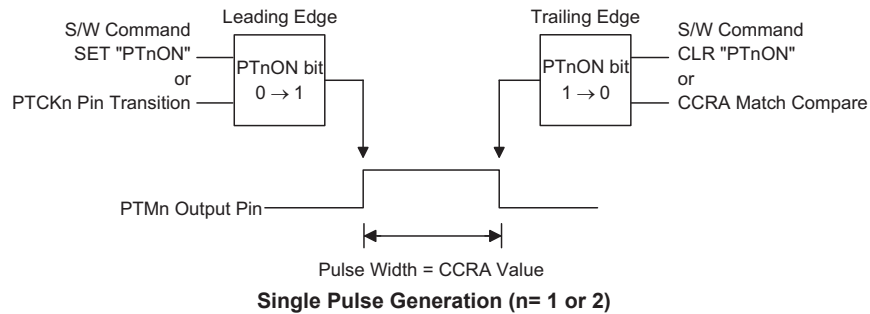 Leading Edge
Trailing Edge
S/W Command
SET "PTnON"
or
PTCKn Pin Transition
PTnON bit
0 → 1
PTnON bit
1 → 0
S/W Command
CLR "PTnON"
or
CCRA Match Compare
PTMn Output Pin
Pulse Width = CCRA Value
Single Pulse Generation (n= 1 or 2)